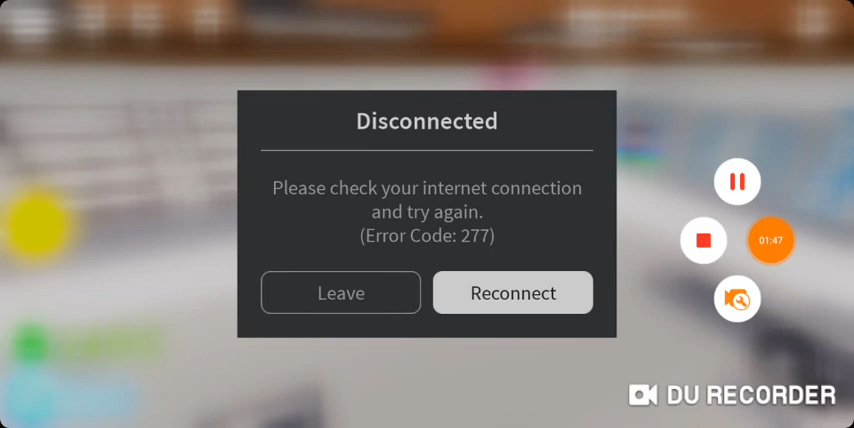 Disconnected
Please check your internet connection
and try again.
(Error Code: 277)
Leave
Reconnect
01:47
DU RECORDER